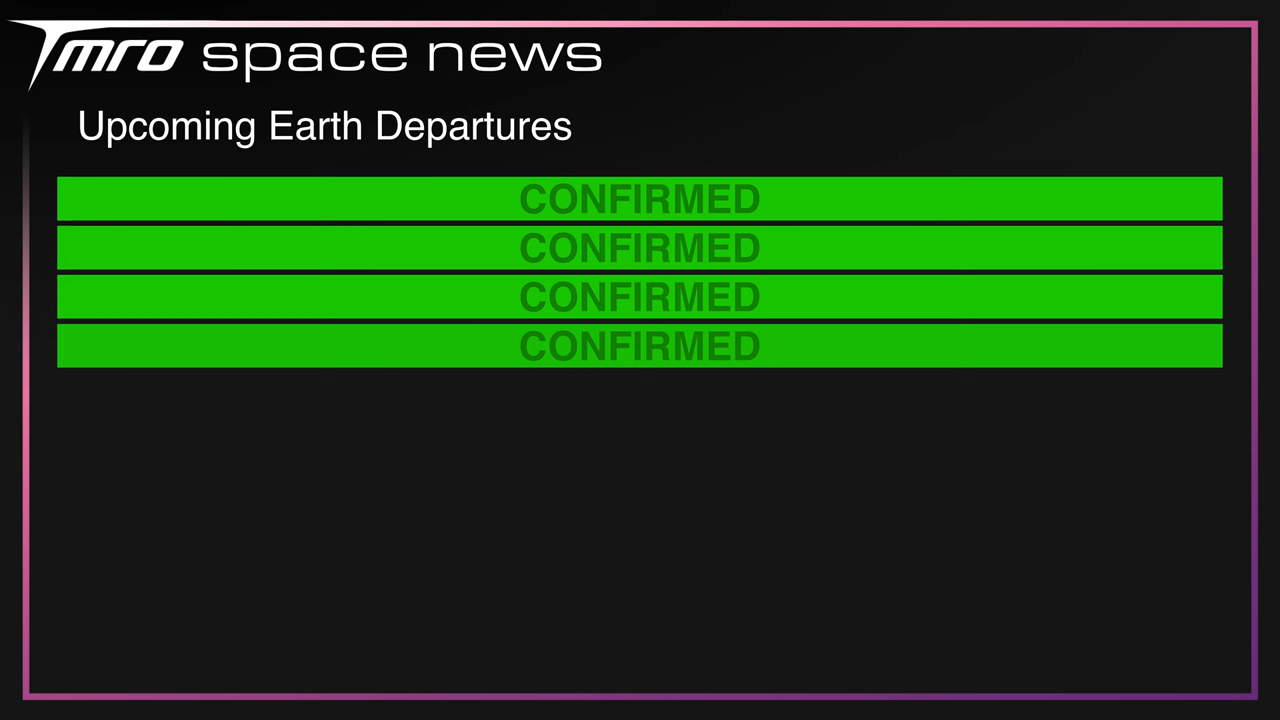 Tmro space news
Upcoming Earth Departures
CONFIRMED
CONFIRMED
CONFIRMED
CONFIRMED